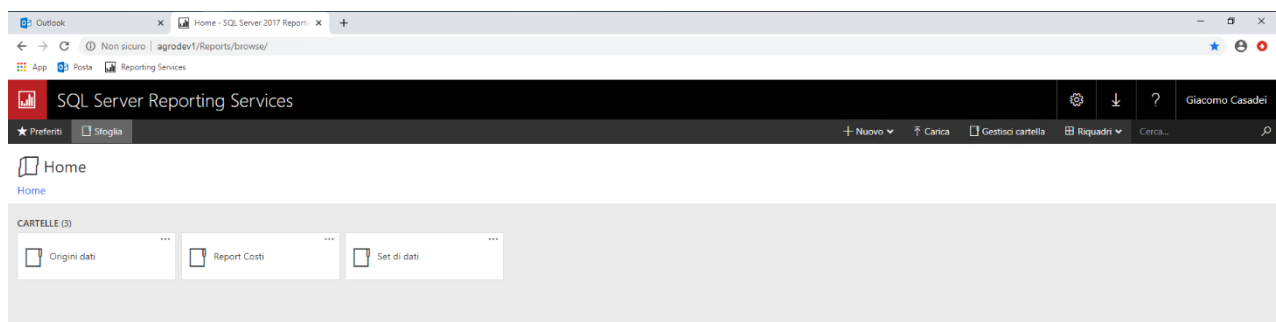 Outlook
Home - SQL Server 2017 Reporti
Non sicuro | agrodev1/Reports/browse/
App Posta Reporting Services
SQL Server Reporting Services
? Giacomo Casadei
Preferiti Sfoglia + Nuovo Carica Gestisci cartella Riquadri Cerca...
Home
Home
CARTELLE (3)
Origini dati ... Report Costi ... Set di dati ...